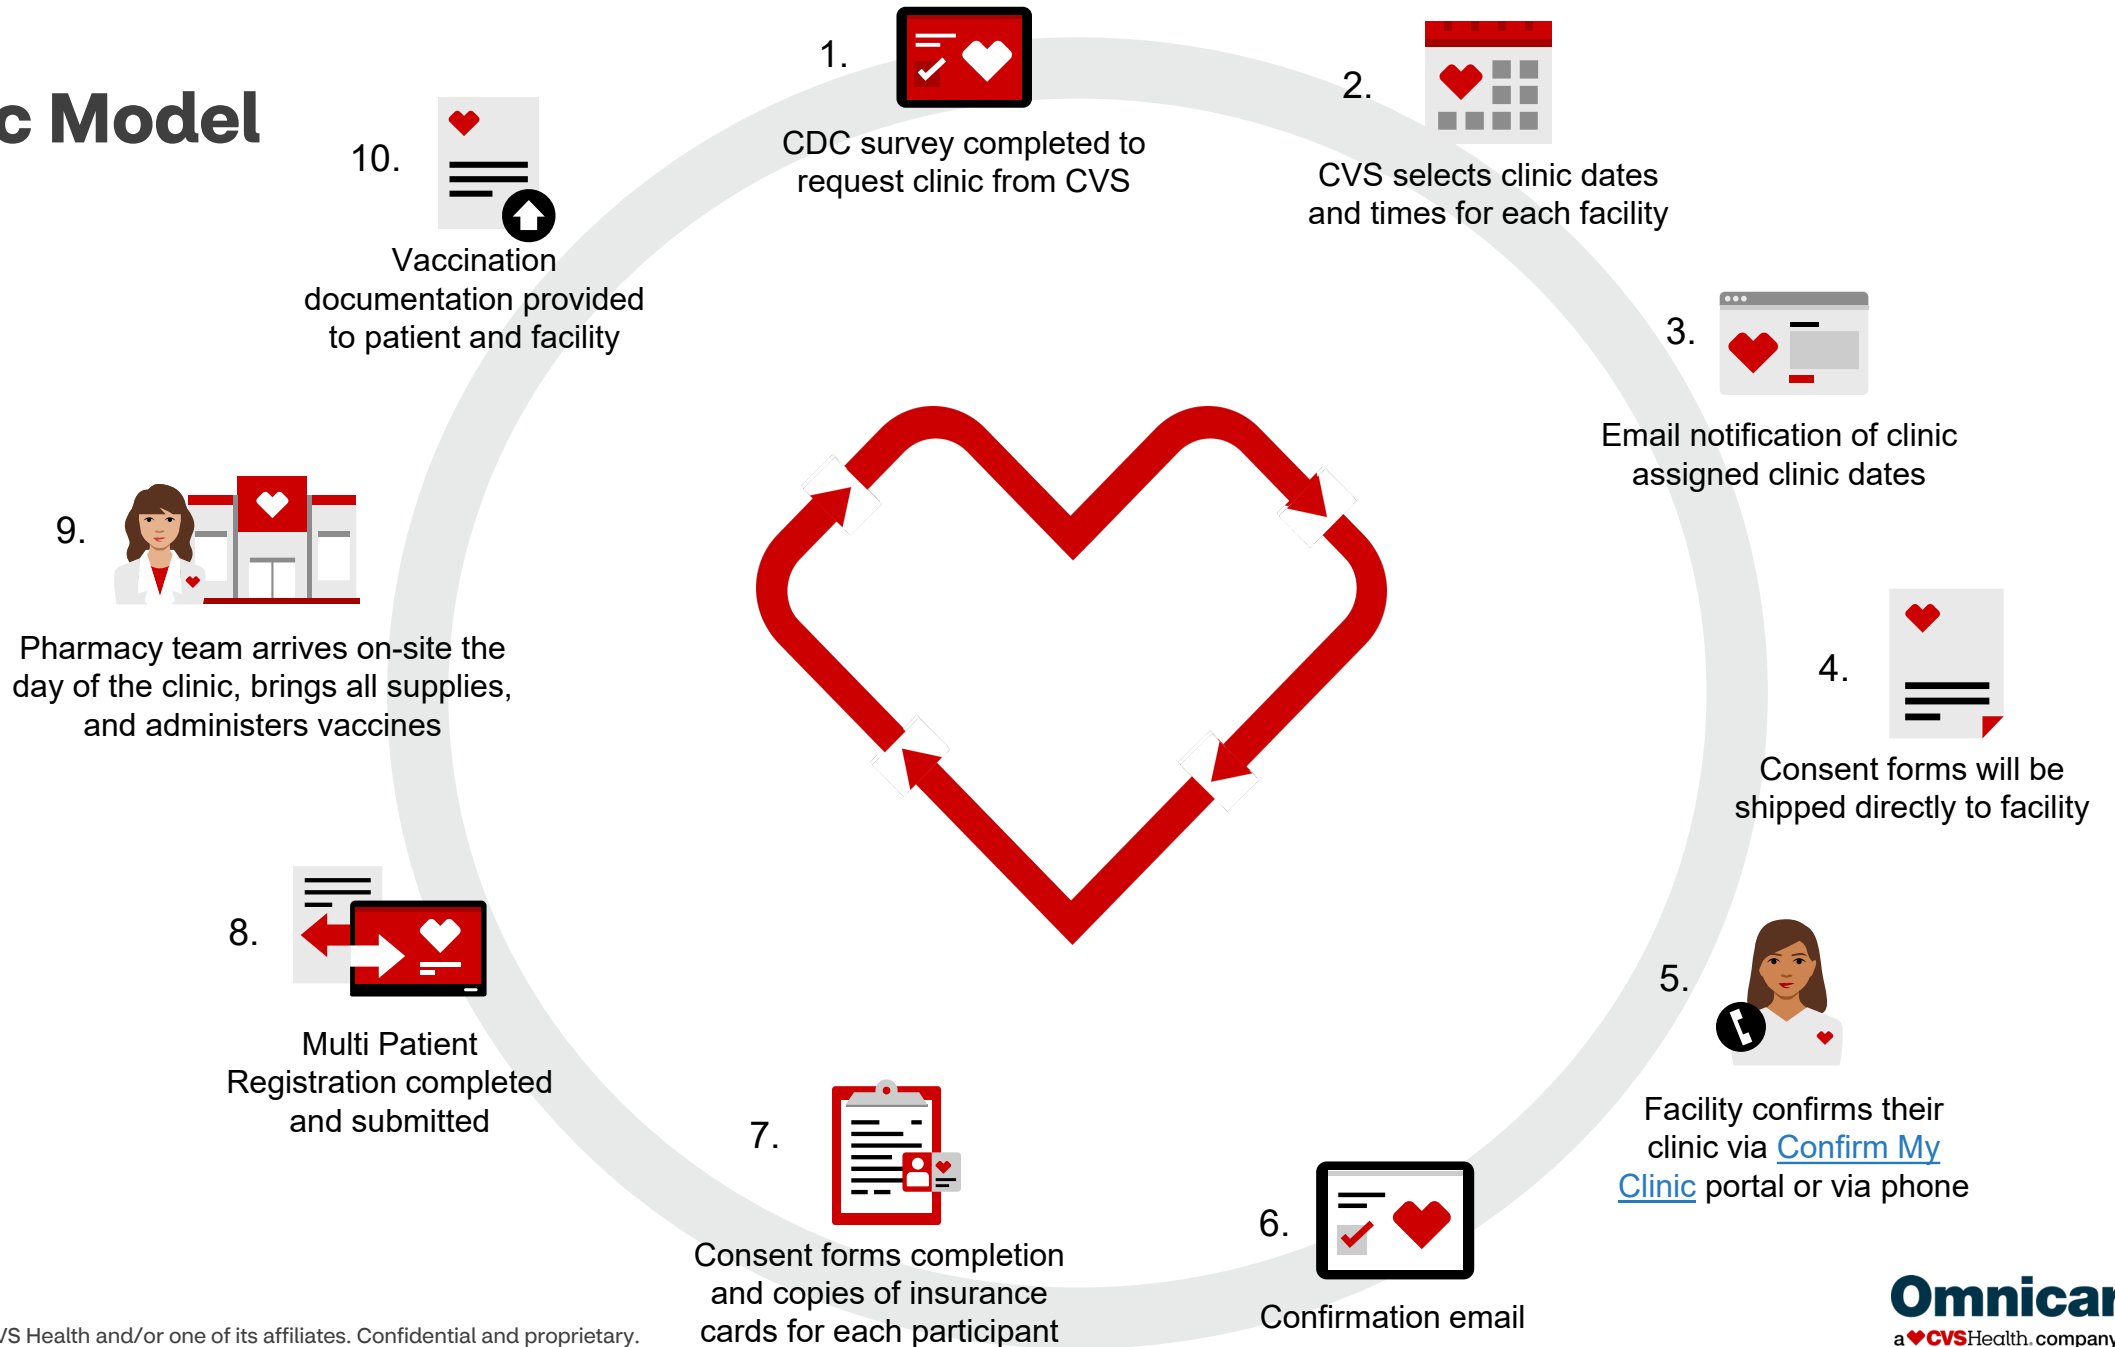 c Model
1.
CDC survey completed to
request clinic from CVS
2.
CVS selects clinic dates
and times for each facility
3.
Email notification of clinic
assigned clinic dates
4.
Consent forms will be
shipped directly to facility
5.
Facility confirms their
clinic via Confirm My
Clinic portal or via phone
6.
Confirmation email
7.
Consent forms completion
and copies of insurance
cards for each participant
8.
Multi Patient
Registration completed
and submitted
9.
Pharmacy team arrives on-site the
day of the clinic, brings all supplies,
and administers vaccines
10.
Vaccination
documentation provided
to patient and facility
VS Health and/or one of its affiliates. Confidential and proprietary.
Omnicar
a CVSHealth. company